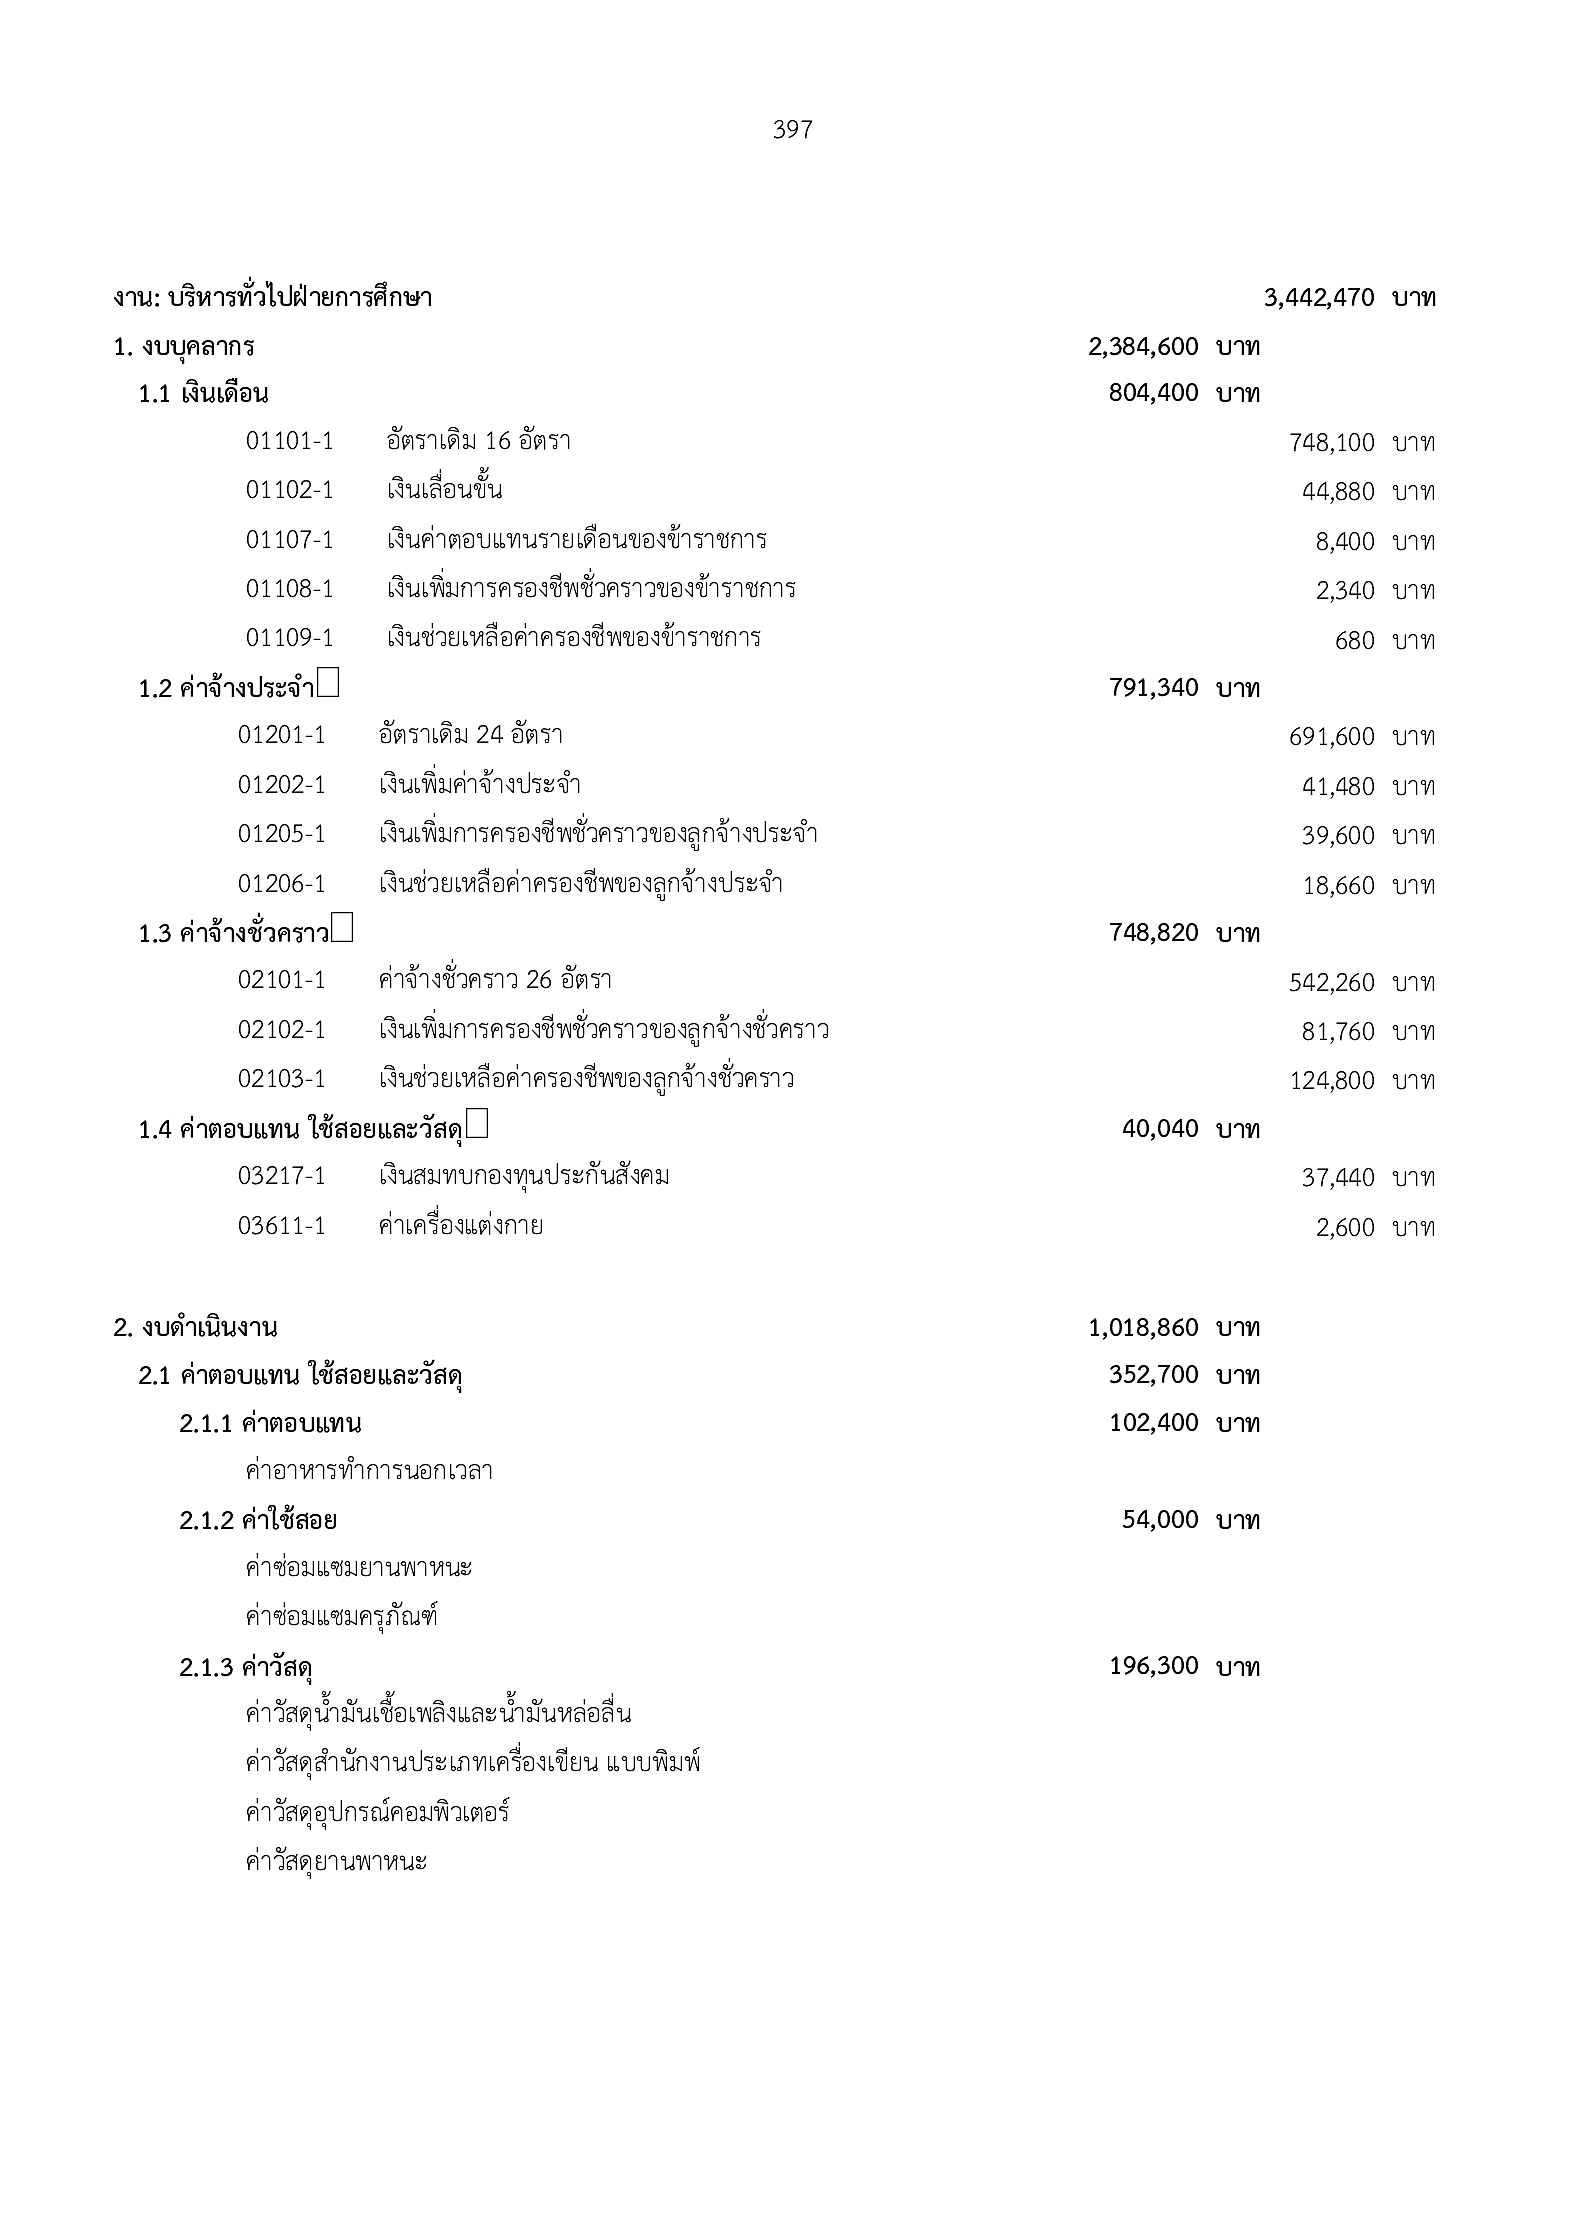 397
งาน: บริหารทั่วไปฝ่ายการศึกษา 3,442,470 บาท
1. งบบุคลากร 2,384,600 บาท
1.1 เงินเดือน 804,400 บาท
01101-1 อัตราเดิม 16 อัตรา 748,100 บาท
01102-1 เงินเลื่อนขั้น 44,880 บาท
01107-1 เงินค่าตอบแทนรายเดือนของข้าราชการ 8,400 บาท
01108-1 เงินเพิ่มการครองชีพชั่วคราวของข้าราชการ 2,340 บาท
01109-1 เงินช่วยเหลือค่าครองชีพของข้าราชการ 680 บาท
1.2 ค่าจ้างประจำ 791,340 บาท
01201-1 อัตราเดิม 24 อัตรา 691,600 บาท
01202-1 เงินเพิ่มค่าจ้างประจำ 41,480 บาท
01205-1 เงินเพิ่มการครองชีพชั่วคราวของลูกจ้างประจำ 39,600 บาท
01206-1 เงินช่วยเหลือค่าครองชีพของลูกจ้างประจำ 18,660 บาท
1.3 ค่าจ้างชั่วคราว 748,820 บาท
02101-1 ค่าจ้างชั่วคราว 26 อัตรา 542,260 บาท
02102-1 เงินเพิ่มการครองชีพชั่วคราวของลูกจ้างชั่วคราว 81,760 บาท
02103-1 เงินช่วยเหลือค่าครองชีพของลูกจ้างชั่วคราว 124,800 บาท
1.4 ค่าตอบแทน ใช้สอยและวัสดุ 40,040 บาท
03217-1 เงินสมทบกองทุนประกันสังคม 37,440 บาท
03611-1 ค่าเครื่องแต่งกาย 2,600 บาท
2. งบดำเนินงาน 1,018,860 บาท
2.1 ค่าตอบแทน ใช้สอยและวัสดุ 352,700 บาท
2.1.1 ค่าตอบแทน 102,400 บาท
ค่าอาหารทำการนอกเวลา
2.1.2 ค่าใช้สอย 54,000 บาท
ค่าซ่อมแซมยานพาหนะ
ค่าซ่อมแซมครุภัณฑ์
2.1.3 ค่าวัสดุ 196,300 บาท
ค่าวัสดุน้ำมันเชื้อเพลิงและน้ำมันหล่อลื่น
ค่าวัสดุสำนักงานประเภทเครื่องเขียน แบบพิมพ์
ค่าวัสดุอุปกรณ์คอมพิวเตอร์
ค่าวัสดุยานพาหนะ